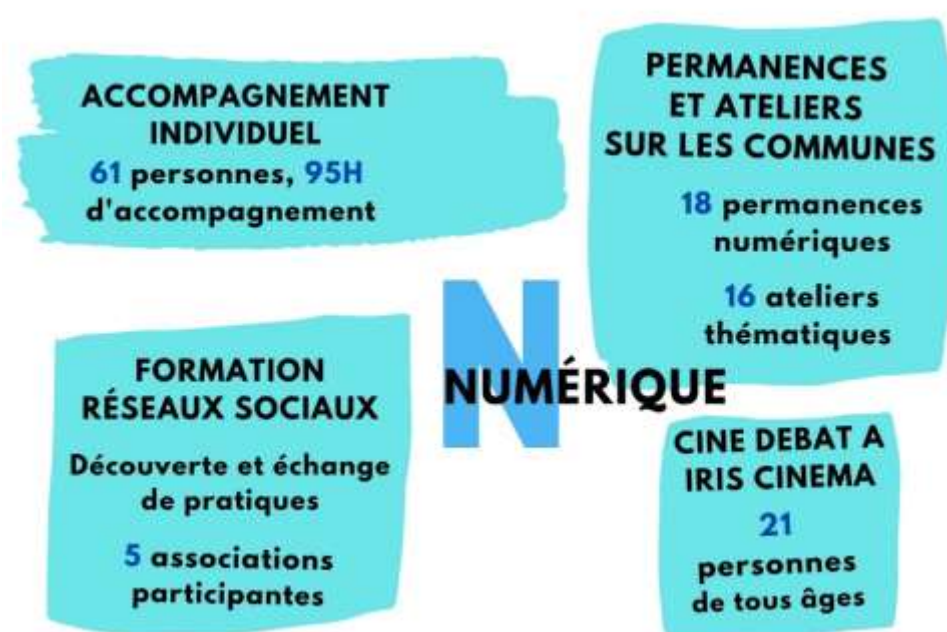 ACCOMPAGNEMENT
INDIVIDUEL
61 personnes, 95H
d'accompagnement
PERMANENCES
ET ATELIERS
SUR LES COMMUNES
18 permanences
numériques
16 ateliers
thématiques
N
NUMÉRIQUE
FORMATION
RÉSEAUX SOCIAUX
Découverte et échange
de pratiques
5 associations
participantes
CINE DEBAT A
IRIS CINEMA
21
personnes
de tous âges